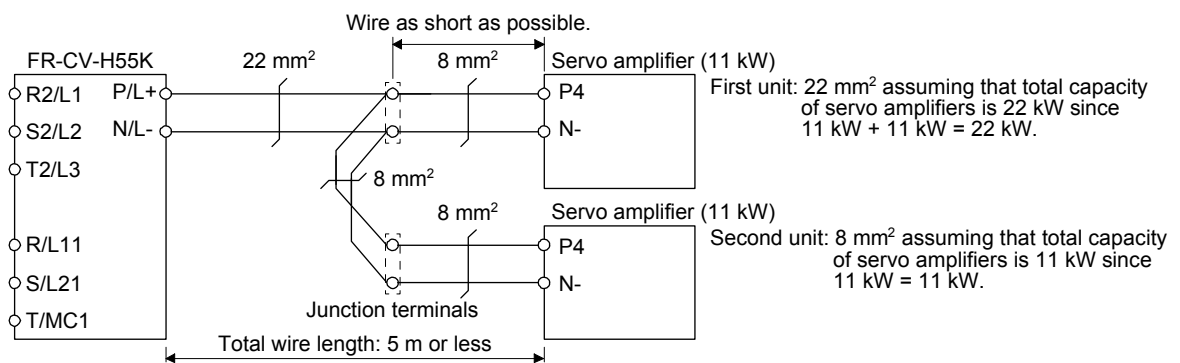 Wire as short as possible.
FR-CV-H55K
22 mm²
8 mm²
Servo amplifier (11 kW)
R2/L1 P/L+
P4
First unit: 22 mm² assuming that total capacity
of servo amplifiers is 22 kW since
11 kW + 11 kW = 22 kW.
S2/L2 N/L-
N-
T2/L3
8 mm²
8 mm²
Servo amplifier (11 kW)
R/L11
P4
Second unit: 8 mm² assuming that total capacity
of servo amplifiers is 11 kW since
11 kW = 11 kW.
S/L21
N-
Junction terminals
T/MC1
Total wire length: 5 m or less